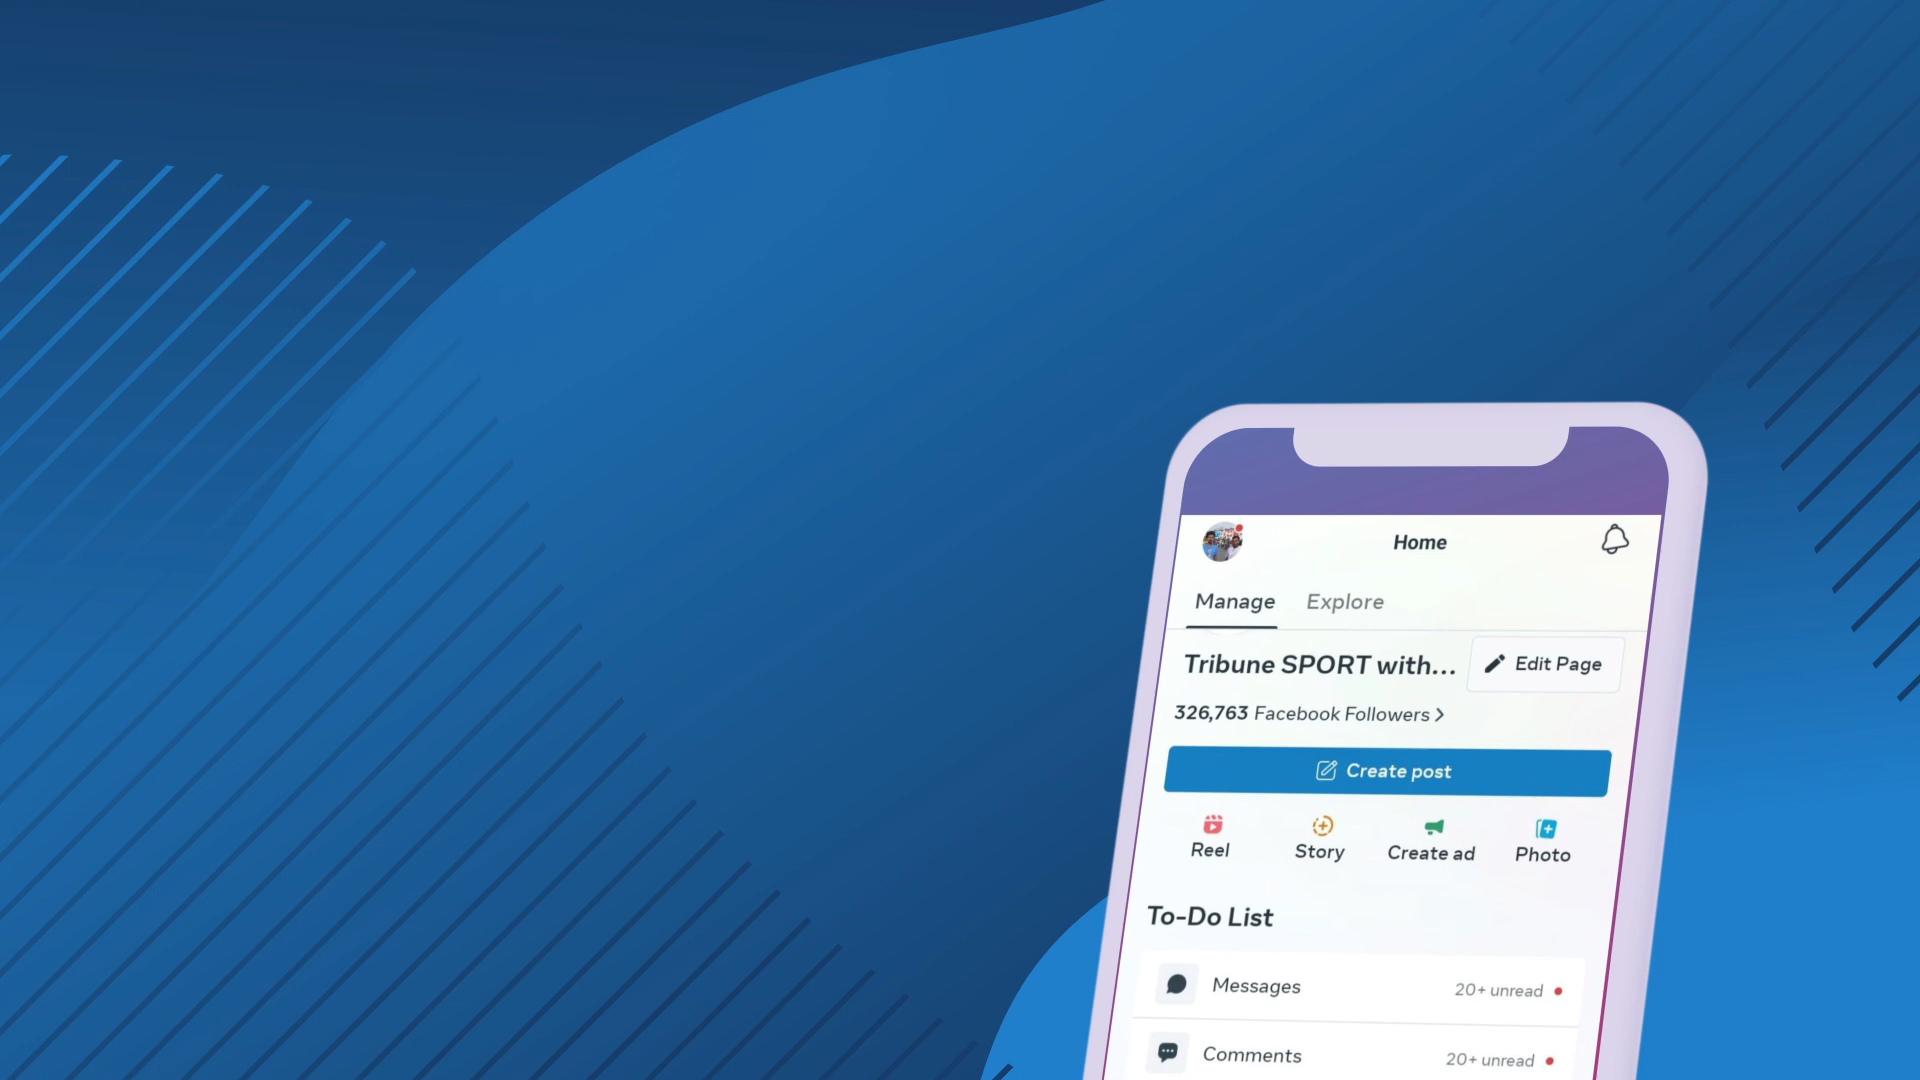 Home
Manage Explore
Tribune SPORT with... Edit Page
326,763 Facebook Followers
Create post
Reel Story Create ad Photo
To-Do List
Messages 20+ unread
Comments 20+ unread